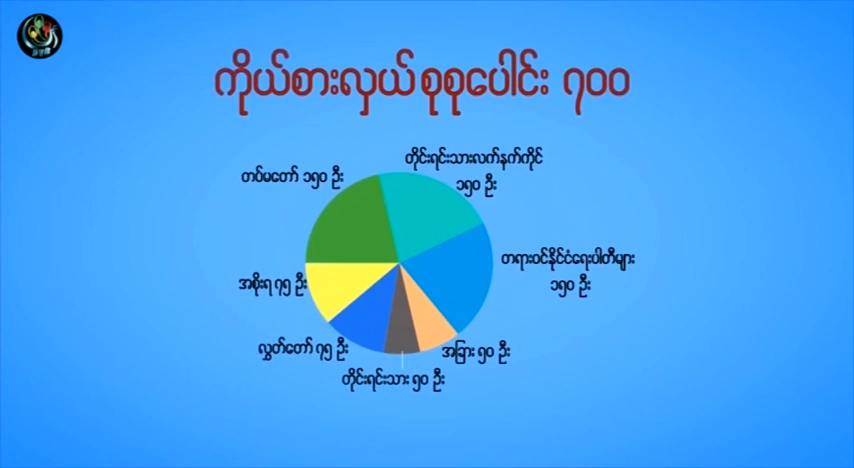 ကိုယ်စားလှယ် စုစုပေါင်း ၇၀၀
တိုင်းရင်းသားလက်နက်ကိုင်
၁၅၀ ဦး
တပ်မတော် ၁၅၀ ဦး
တရားဝင်နိုင်ငံရေးပါတီများ
၁၅၀ ဦး
အစိုးရ ၇၅ ဦး
လွှတ်တော် ၇၅ ဦး
အခြား ၅၀ ဦး
တိုင်းရင်းသား ၅၀ ဦး